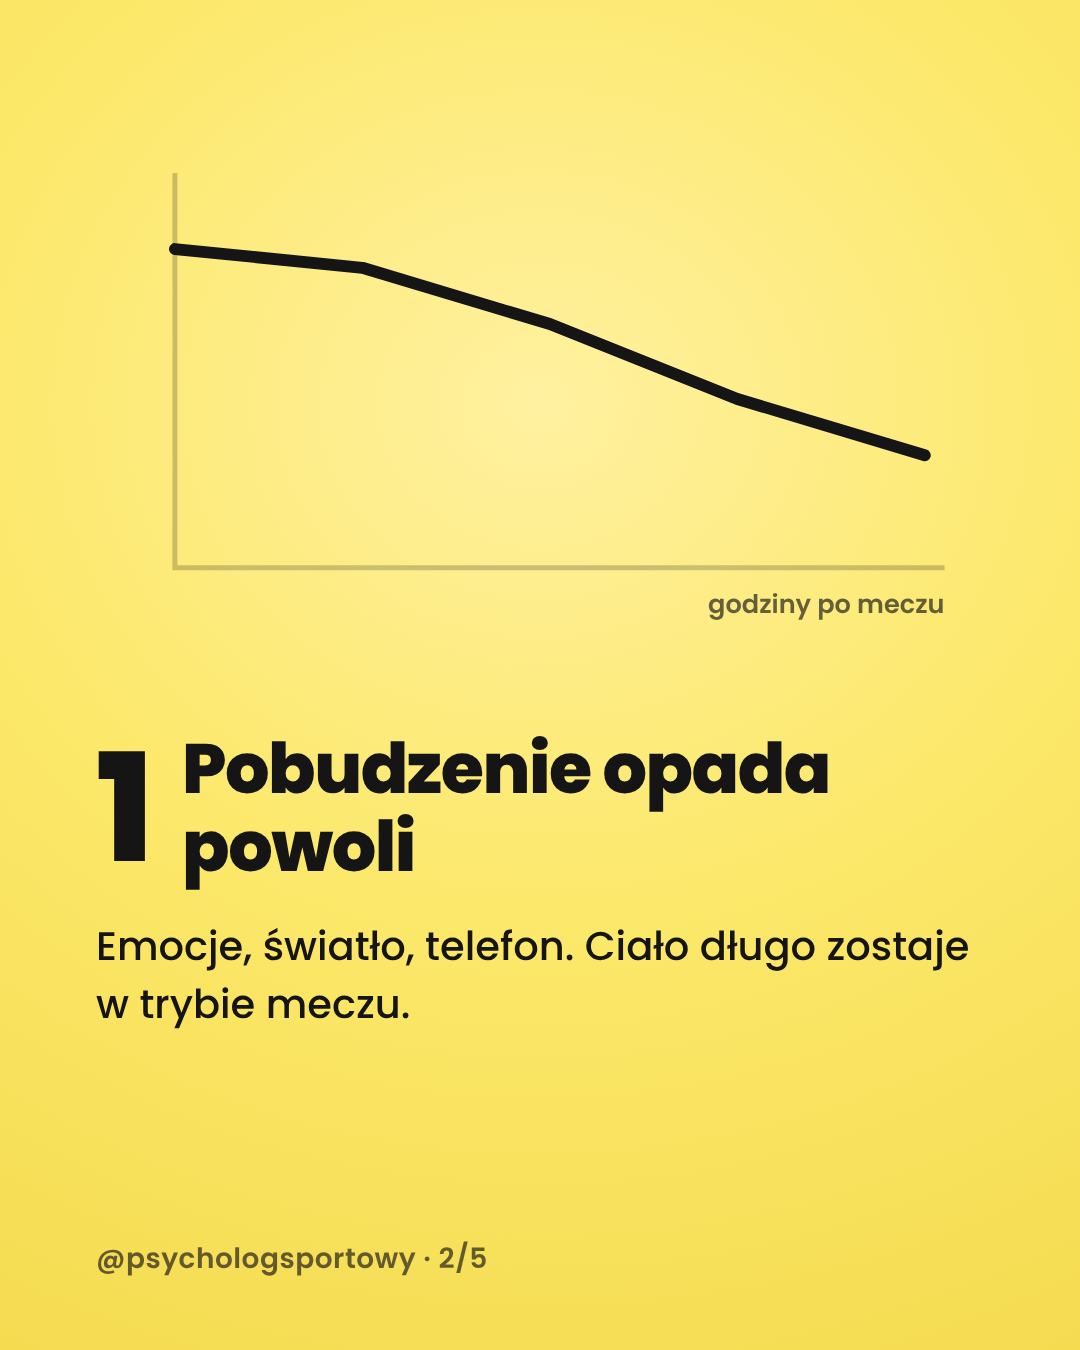 godziny po meczu
1 Pobudzenie opada
powoli
Emocje, światło, telefon. Ciało długo zostaje
w trybie meczu.
@psychologsportowy · 2/5